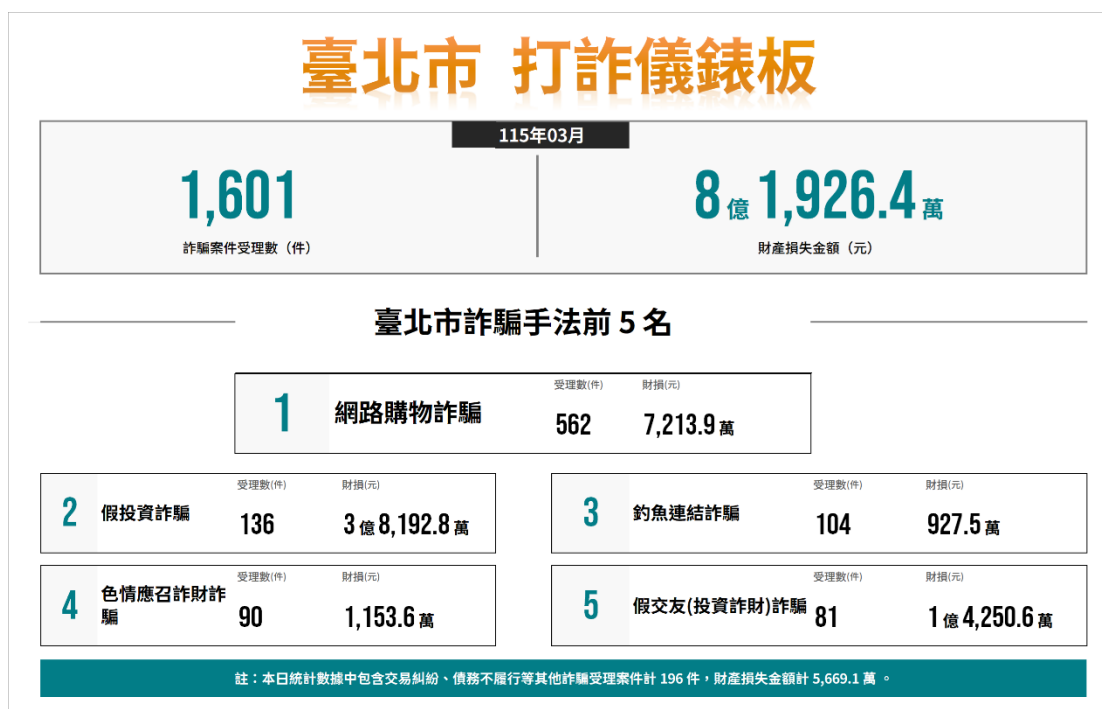 臺北市 打詐儀錶板
115年03月
1,601
詐騙案件受理數（件）
8 億 1,926.4 萬
財產損失金額（元）
臺北市詐騙手法前 5 名
1
網路購物詐騙
受理數(件)
562
財損(元)
7,213.9 萬
2
假投資詐騙
受理數(件)
136
財損(元)
3 億 8,192.8 萬
3
釣魚連結詐騙
受理數(件)
104
財損(元)
927.5 萬
4
色情應召詐財詐
騙
受理數(件)
90
財損(元)
1,153.6 萬
5
假交友(投資詐財)詐騙
受理數(件)
81
財損(元)
1 億 4,250.6 萬
註：本日統計數據中包含交易糾紛、債務不履行等其他詐騙受理案件計 196 件，財產損失金額計 5,669.1 萬 。